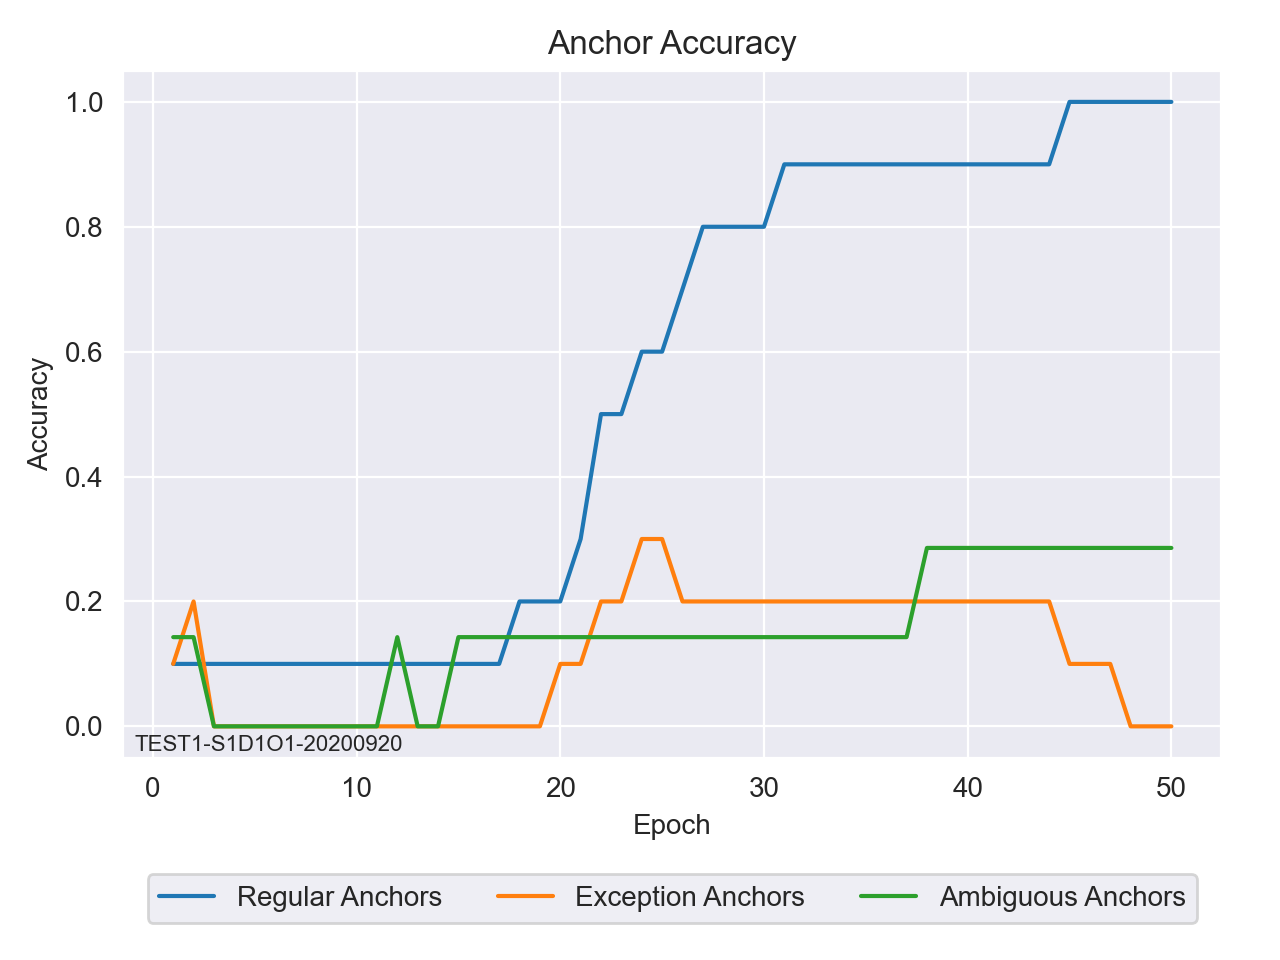 Anchor Accuracy
1.0
0.8
0.6
0.4
0.2
0.0
Accuracy
TEST1-S1D1O1-20200920
0 10 20 30 40 50
Epoch
Regular Anchors Exception Anchors Ambiguous Anchors